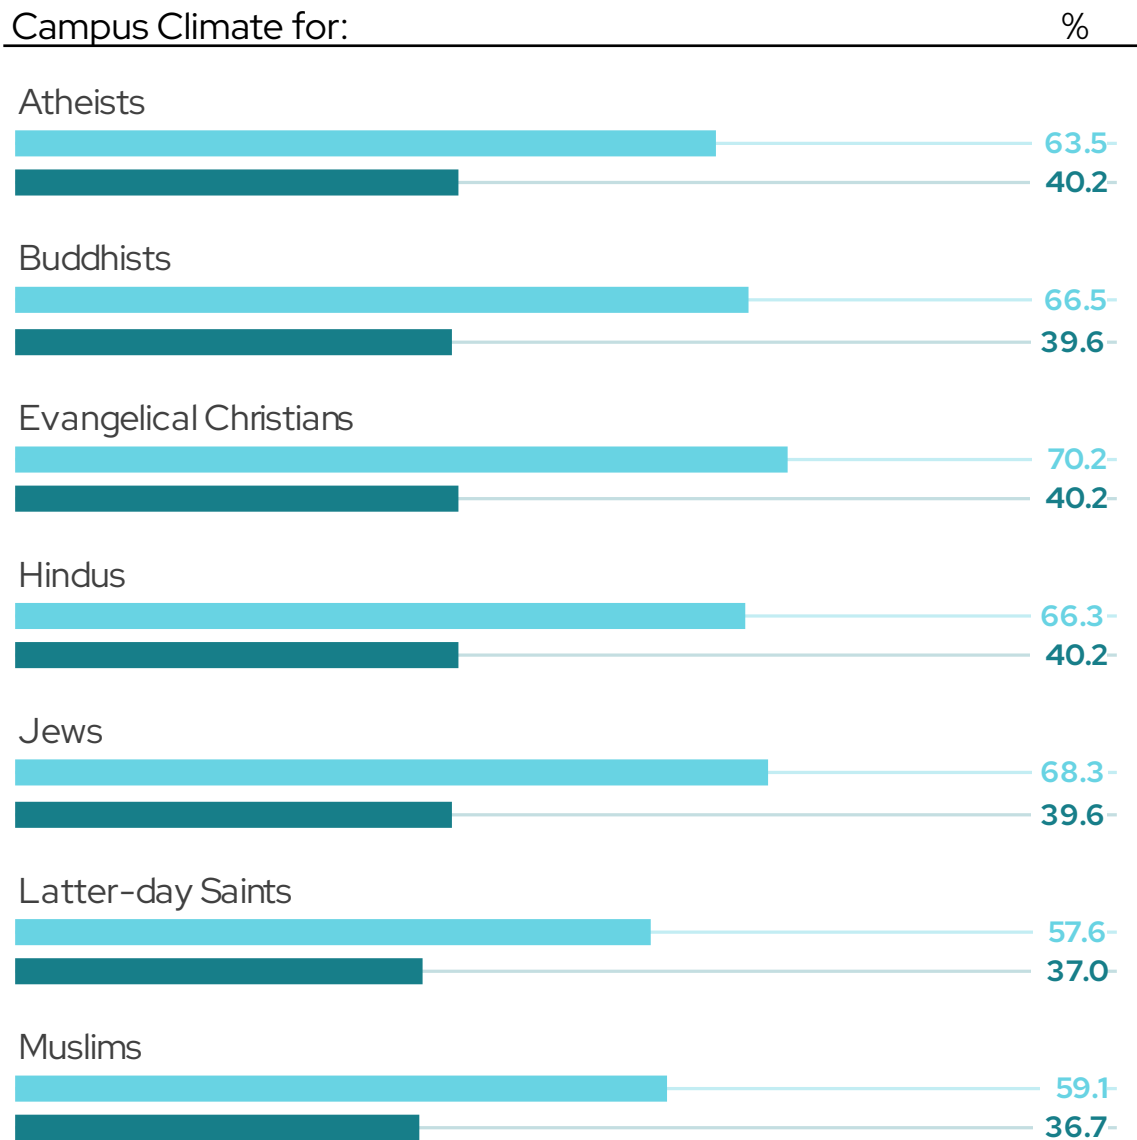 Campus Climate for: %
Atheists
63.5
40.2
Buddhists
66.5
39.6
Evangelical Christians
70.2
40.2
Hindus
66.3
40.2
Jews
68.3
39.6
Latter-day Saints
57.6
37.0
Muslims
59.1
36.7